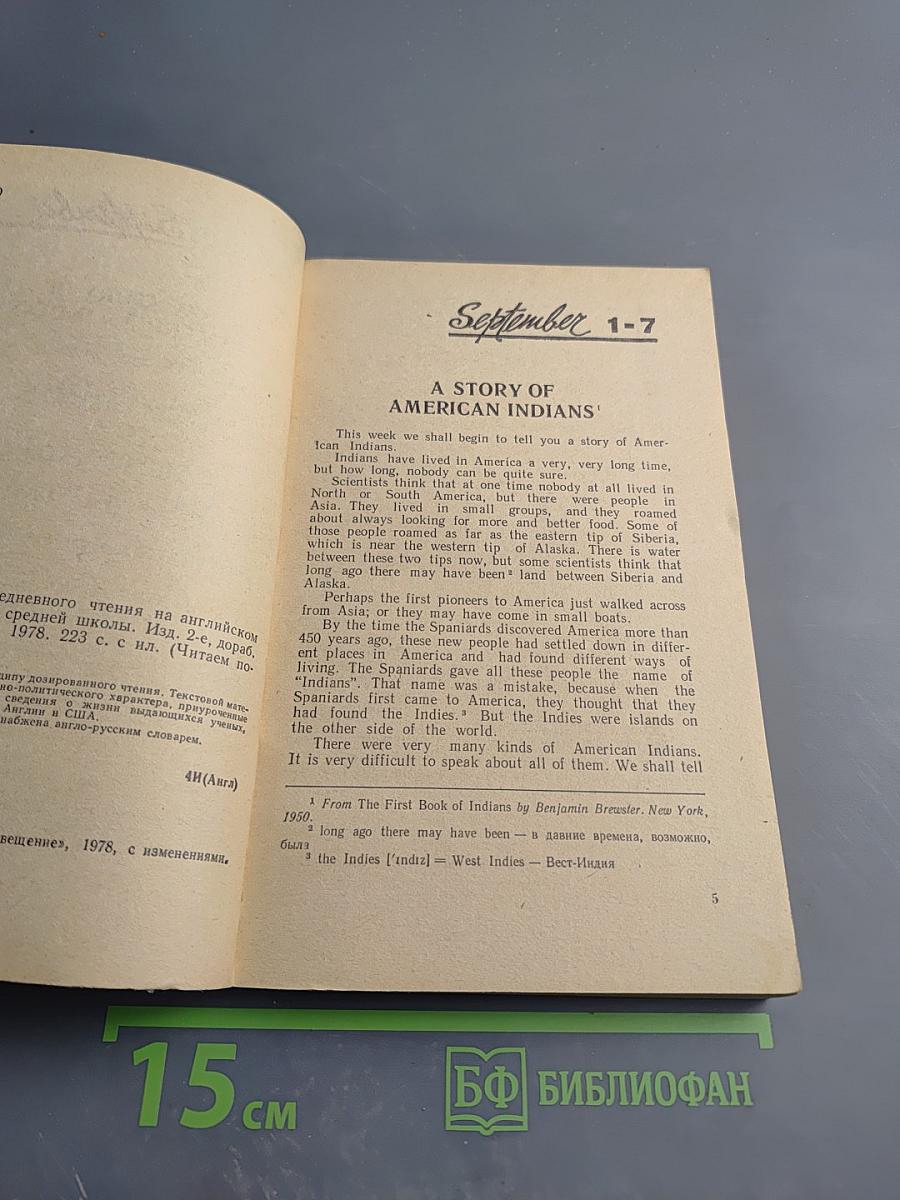 едневного чтения на английском
средней школы. Изд. 2-е, дораб.
1978. 223 с. с ил. (Читаем по-
ципу дозированного чтения. Текстовой мате-
но-политического характера, приуроченные
сведения о жизни выдающихся ученых,
Англии и США.
набжена англо-русским словарем.
4И(Англ)
вещение», 1978, с изменениями.
September 1-7
A STORY OF
AMERICAN INDIANS¹
This week we shall begin to tell you a story of Amer-
ican Indians.
Indians have lived in America a very, very long time,
but how long, nobody can be quite sure.
Scientists think that at one time nobody at all lived in
North or South America, but there were people in
Asia. They lived in small groups, and they roamed
about always looking for more and better food. Some of
those people roamed as far as the eastern tip of Siberia,
which is near the western tip of Alaska. There is water
between these two tips now, but some scientists think that
long ago there may have been² land between Siberia and
Alaska.
Perhaps the first pioneers to America just walked across
from Asia; or they may have come in small boats.
By the time the Spaniards discovered America more than
450 years ago, these new people had settled down in differ-
ent places in America and had found different ways of
living. The Spaniards gave all these people the name of
"Indians". That name was a mistake, because when the
Spaniards first came to America, they thought that they
had found the Indies.³ But the Indies were islands on
the other side of the world.
There were very many kinds of American Indians.
It is very difficult to speak about all of them. We shall tell
¹ From The First Book of Indians by Benjamin Brewster. New York,
1950.
² long ago there may have been — в давние времена, возможно,
была
³ the Indies ['ɪndɪz] = West Indies — Вест-Индия
5
15 см
БФ БИБЛИОФАН